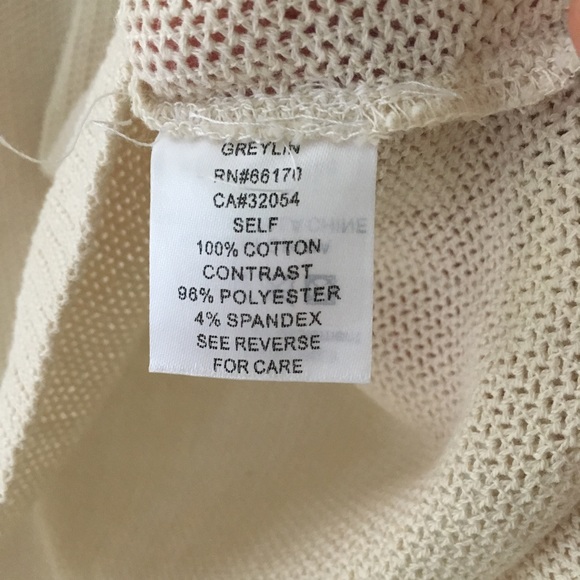 GREYLIN
RN#66170
CA#32054
SELF
100% COTTON
CONTRAST
96% POLYESTER
4% SPANDEX
SEE REVERSE
FOR CARE